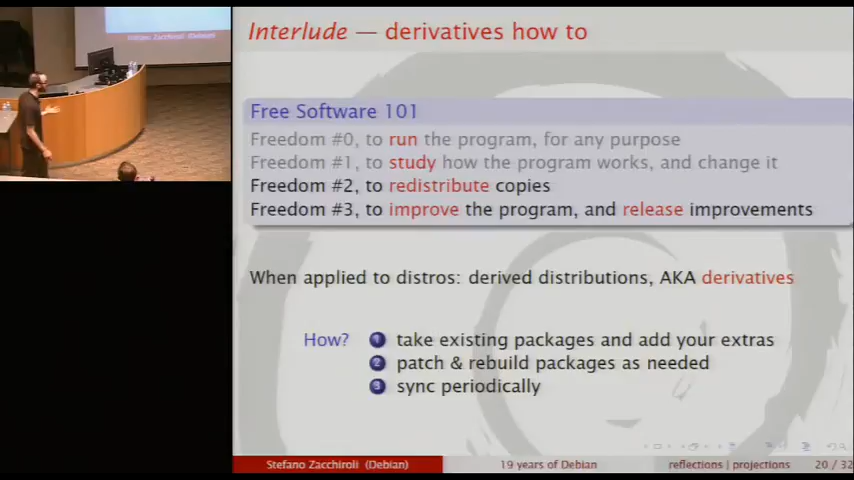 Interlude — derivatives how to
Free Software 101
Freedom #0, to run the program, for any purpose
Freedom #1, to study how the program works, and change it
Freedom #2, to redistribute copies
Freedom #3, to improve the program, and release improvements
When applied to distros: derived distributions, AKA derivatives
How? 1 take existing packages and add your extras
2 patch & rebuild packages as needed
3 sync periodically
Stefano Zacchiroli (Debian) 19 years of Debian reflections | projections 20 / 32
Stefano Zacchiroli (Debian)